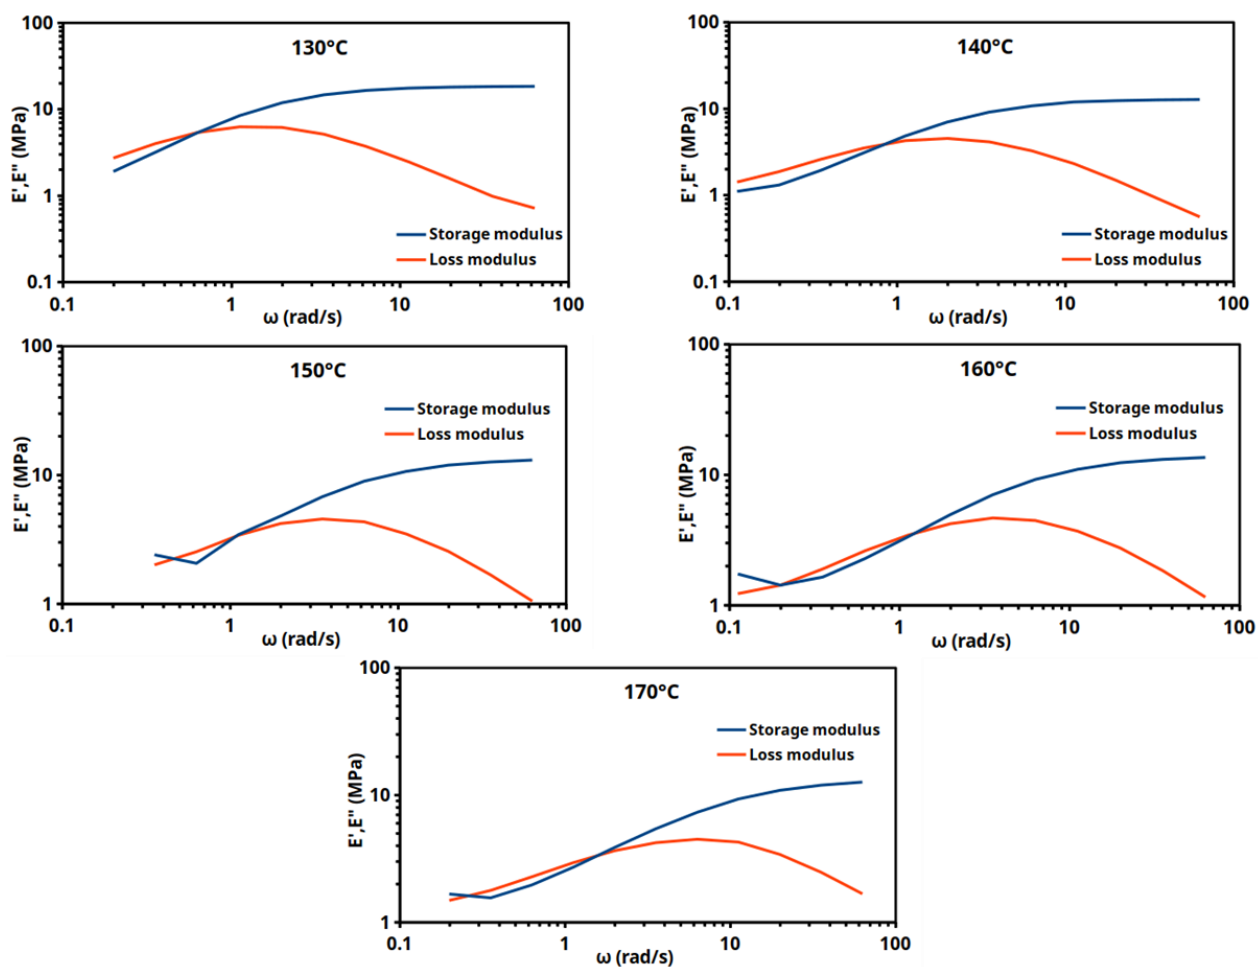 130°C
100
10
1
0.1
E',E" (MPa)
Storage modulus
Loss modulus
0.1 1 10 100
ω (rad/s)
140°C
100
10
1
0.1
E',E" (MPa)
Storage modulus
Loss modulus
0.1 1 10 100
ω (rad/s)
150°C
100
10
1
E',E" (MPa)
Storage modulus
Loss modulus
0.1 1 10 100
ω (rad/s)
160°C
100
10
1
E',E" (MPa)
Storage modulus
Loss modulus
0.1 1 10 100
ω (rad/s)
170°C
100
10
1
E',E" (MPa)
Storage modulus
Loss modulus
0.1 1 10 100
ω (rad/s)